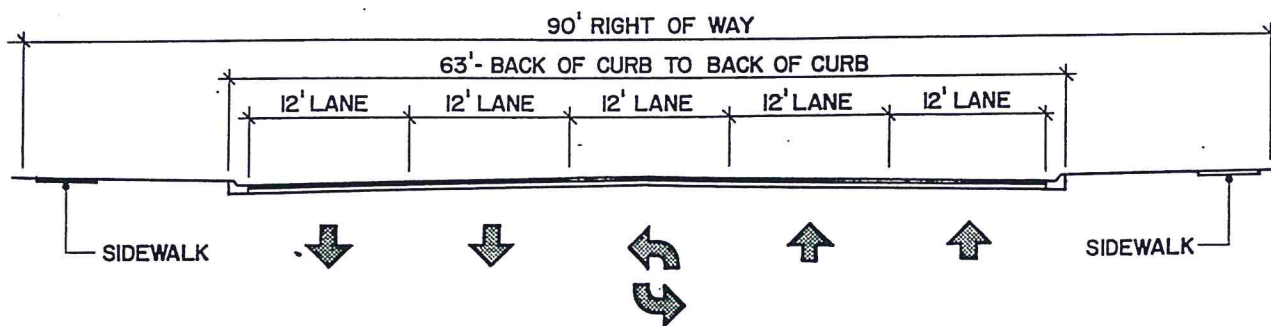 90' RIGHT OF WAY
63'- BACK OF CURB TO BACK OF CURB
12' LANE 12' LANE 12' LANE 12' LANE 12' LANE
SIDEWALK SIDEWALK